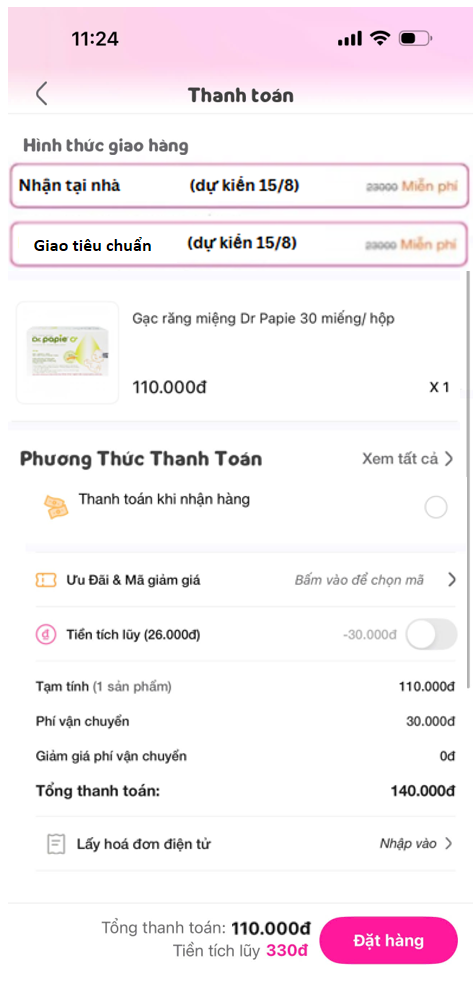 11:24
Thanh toán
Hình thức giao hàng
Nhận tại nhà (dự kiến 15/8) 23000 Miễn phí
Giao tiêu chuẩn (dự kiến 15/8) 23000 Miễn phí
Dr. papie
Gạc răng miệng Dr Papie 30 miếng/ hộp
110.000đ X 1
Phương Thức Thanh Toán Xem tất cả
Thanh toán khi nhận hàng
Ưu Đãi & Mã giảm giá Bấm vào để chọn mã
đ Tiền tích lũy (26.000đ) -30.000đ
Tạm tính (1 sản phẩm) 110.000đ
Phí vận chuyển 30.000đ
Giảm giá phí vận chuyển 0đ
Tổng thanh toán: 140.000đ
Lấy hoá đơn điện tử Nhập vào
Tổng thanh toán: 110.000đ
Tiền tích lũy 330đ
Đặt hàng